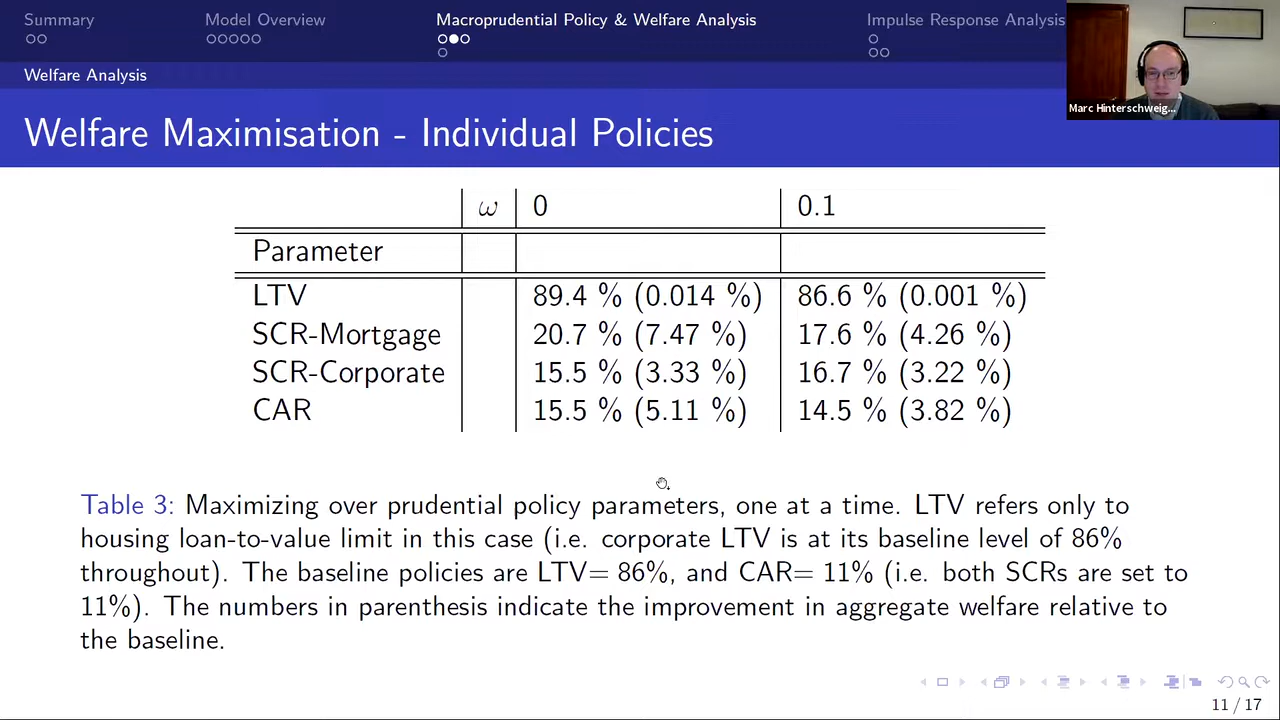 Summary Model Overview Macroprudential Policy & Welfare Analysis Impulse Response Analysis
Marc Hinterschweig...
Welfare Analysis
Welfare Maximisation - Individual Policies
ω 0 0.1
Parameter
LTV 89.4 % (0.014 %) 86.6 % (0.001 %)
SCR-Mortgage 20.7 % (7.47 %) 17.6 % (4.26 %)
SCR-Corporate 15.5 % (3.33 %) 16.7 % (3.22 %)
CAR 15.5 % (5.11 %) 14.5 % (3.82 %)
Table 3: Maximizing over prudential policy parameters, one at a time. LTV refers only to
housing loan-to-value limit in this case (i.e. corporate LTV is at its baseline level of 86%
throughout). The baseline policies are LTV= 86%, and CAR= 11% (i.e. both SCRs are set to
11%). The numbers in parenthesis indicate the improvement in aggregate welfare relative to
the baseline.
11 / 17